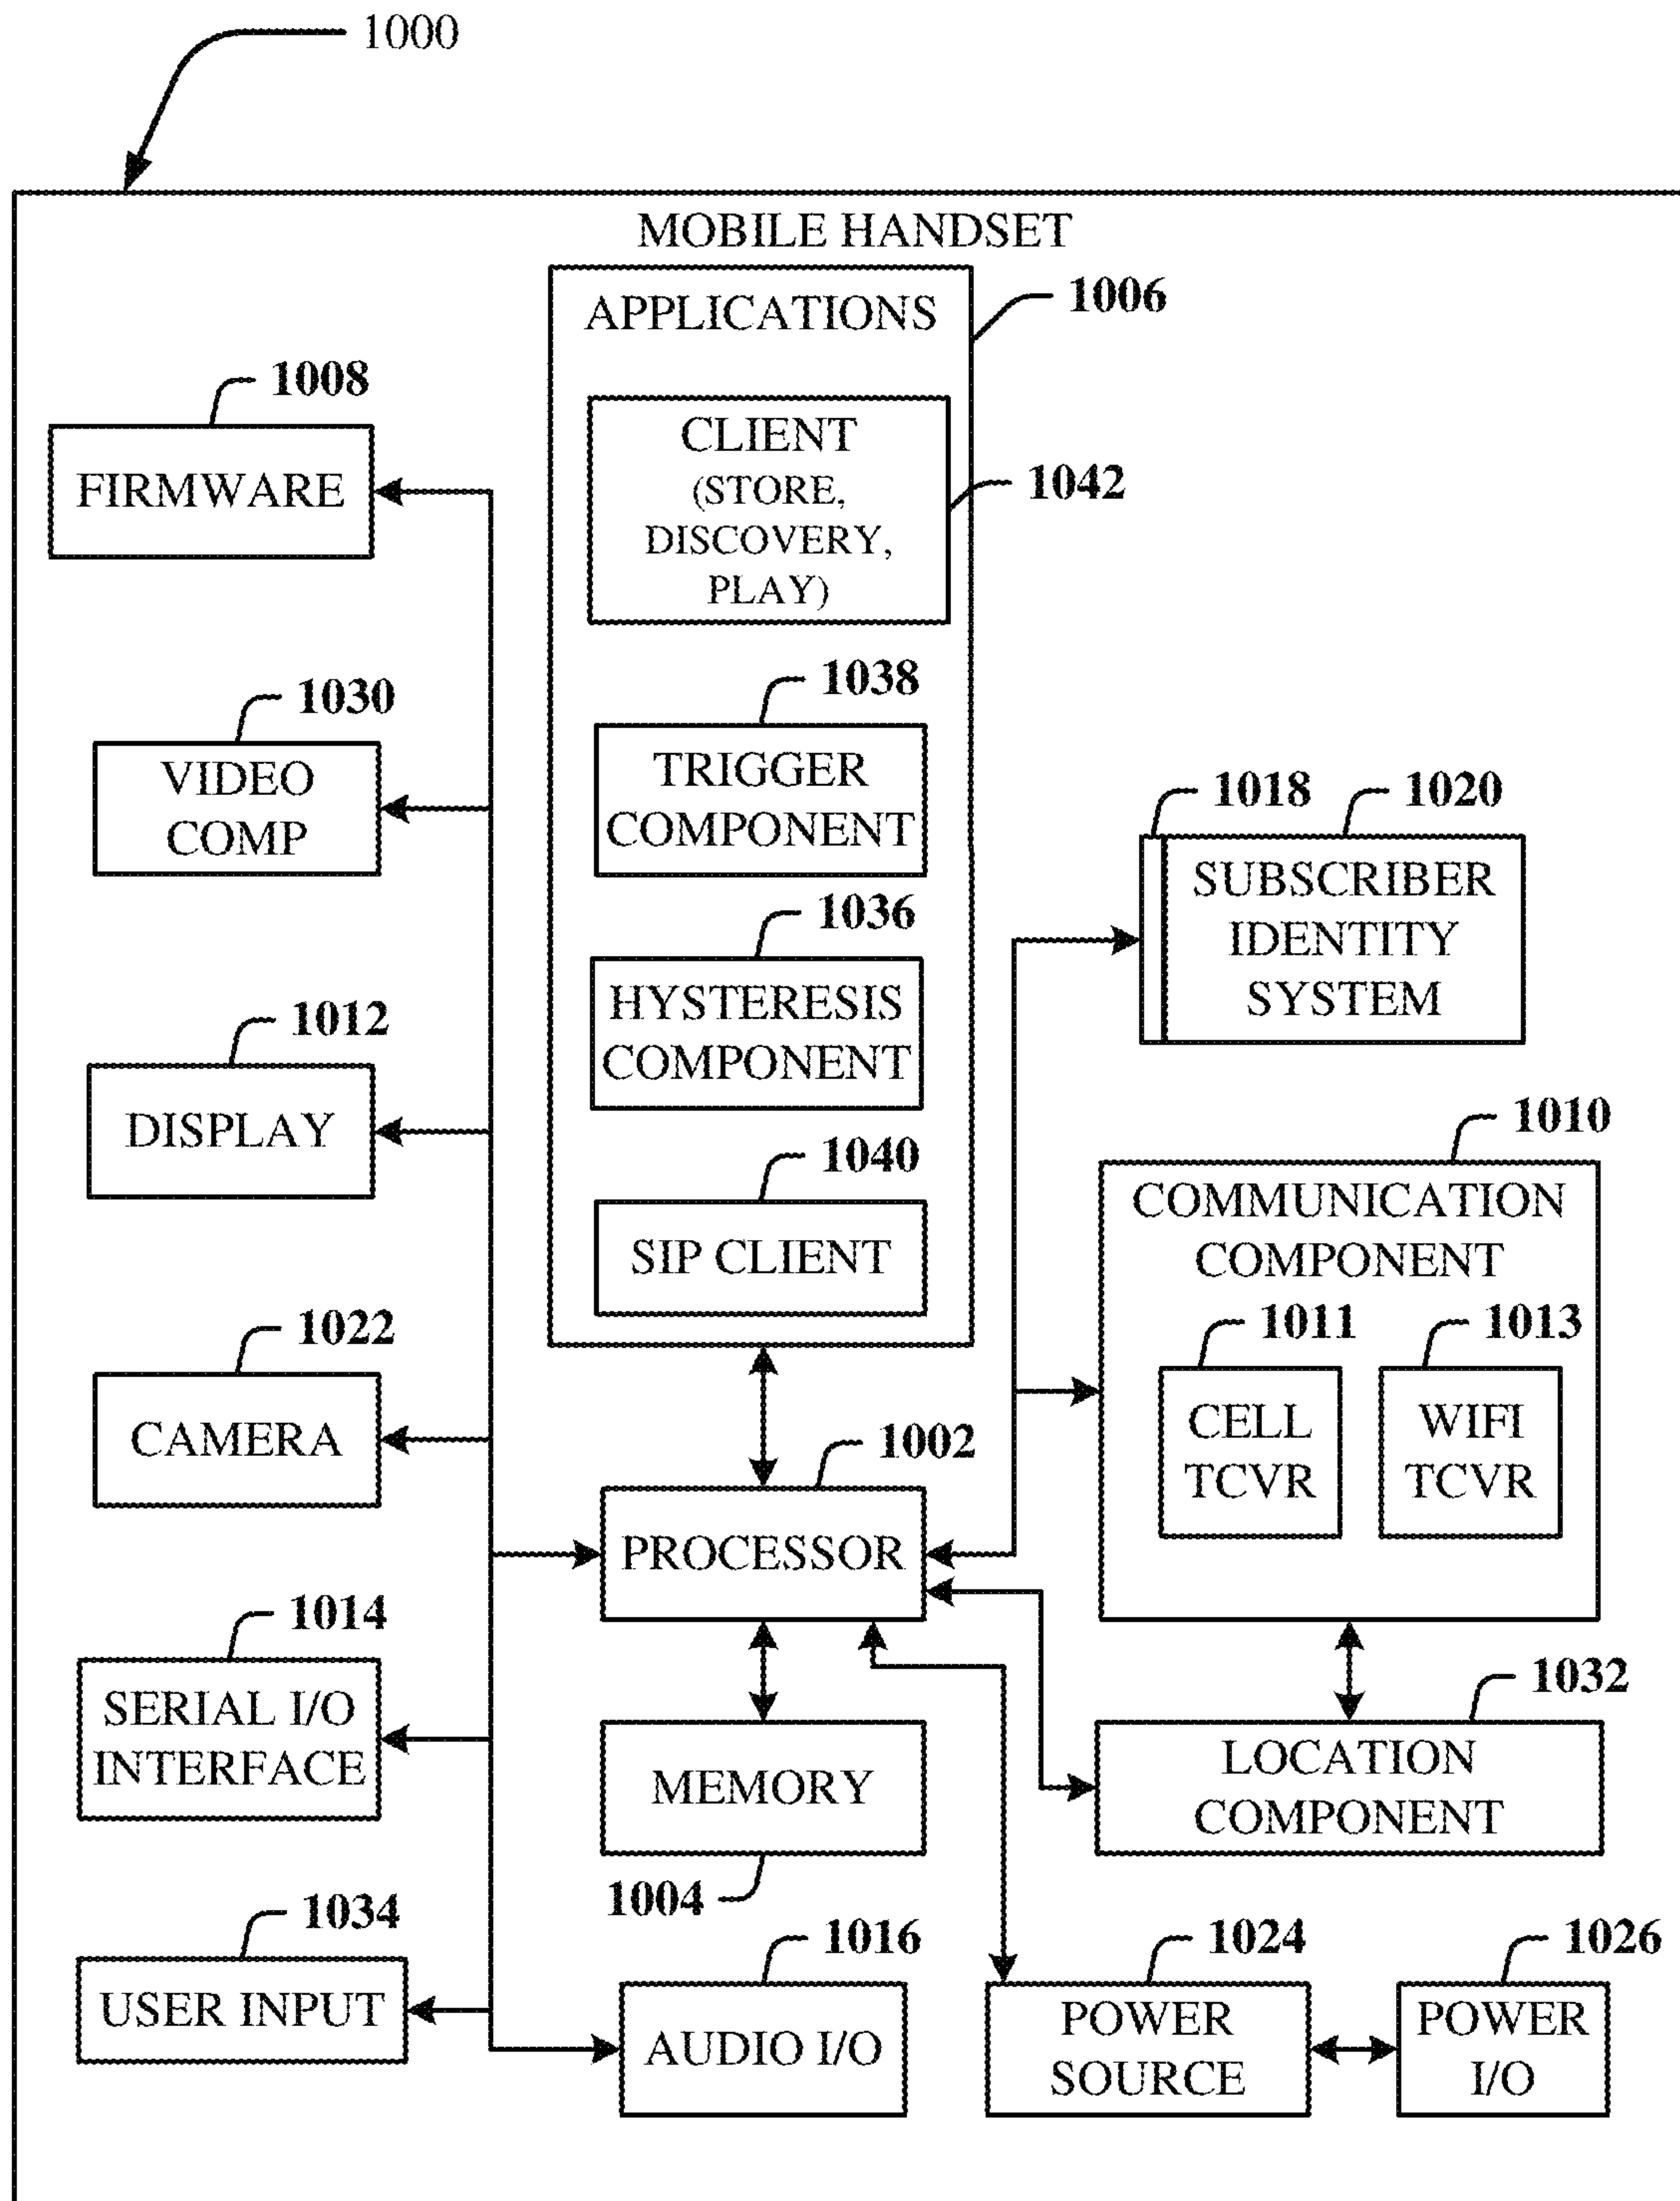 1000
MOBILE HANDSET
APPLICATIONS
1006
CLIENT
(STORE,
DISCOVERY,
PLAY)
1042
1038
TRIGGER
COMPONENT
1036
HYSTERESIS
COMPONENT
1040
SIP CLIENT
1008
FIRMWARE
1030
VIDEO
COMP
1012
DISPLAY
1022
CAMERA
1014
SERIAL I/O
INTERFACE
1034
USER INPUT
1002
PROCESSOR
MEMORY
1004
1016
AUDIO I/O
1018
1020
SUBSCRIBER
IDENTITY
SYSTEM
1010
COMMUNICATION
COMPONENT
1011
CELL
TCVR
1013
WIFI
TCVR
1032
LOCATION
COMPONENT
1024
POWER
SOURCE
1026
POWER
I/O